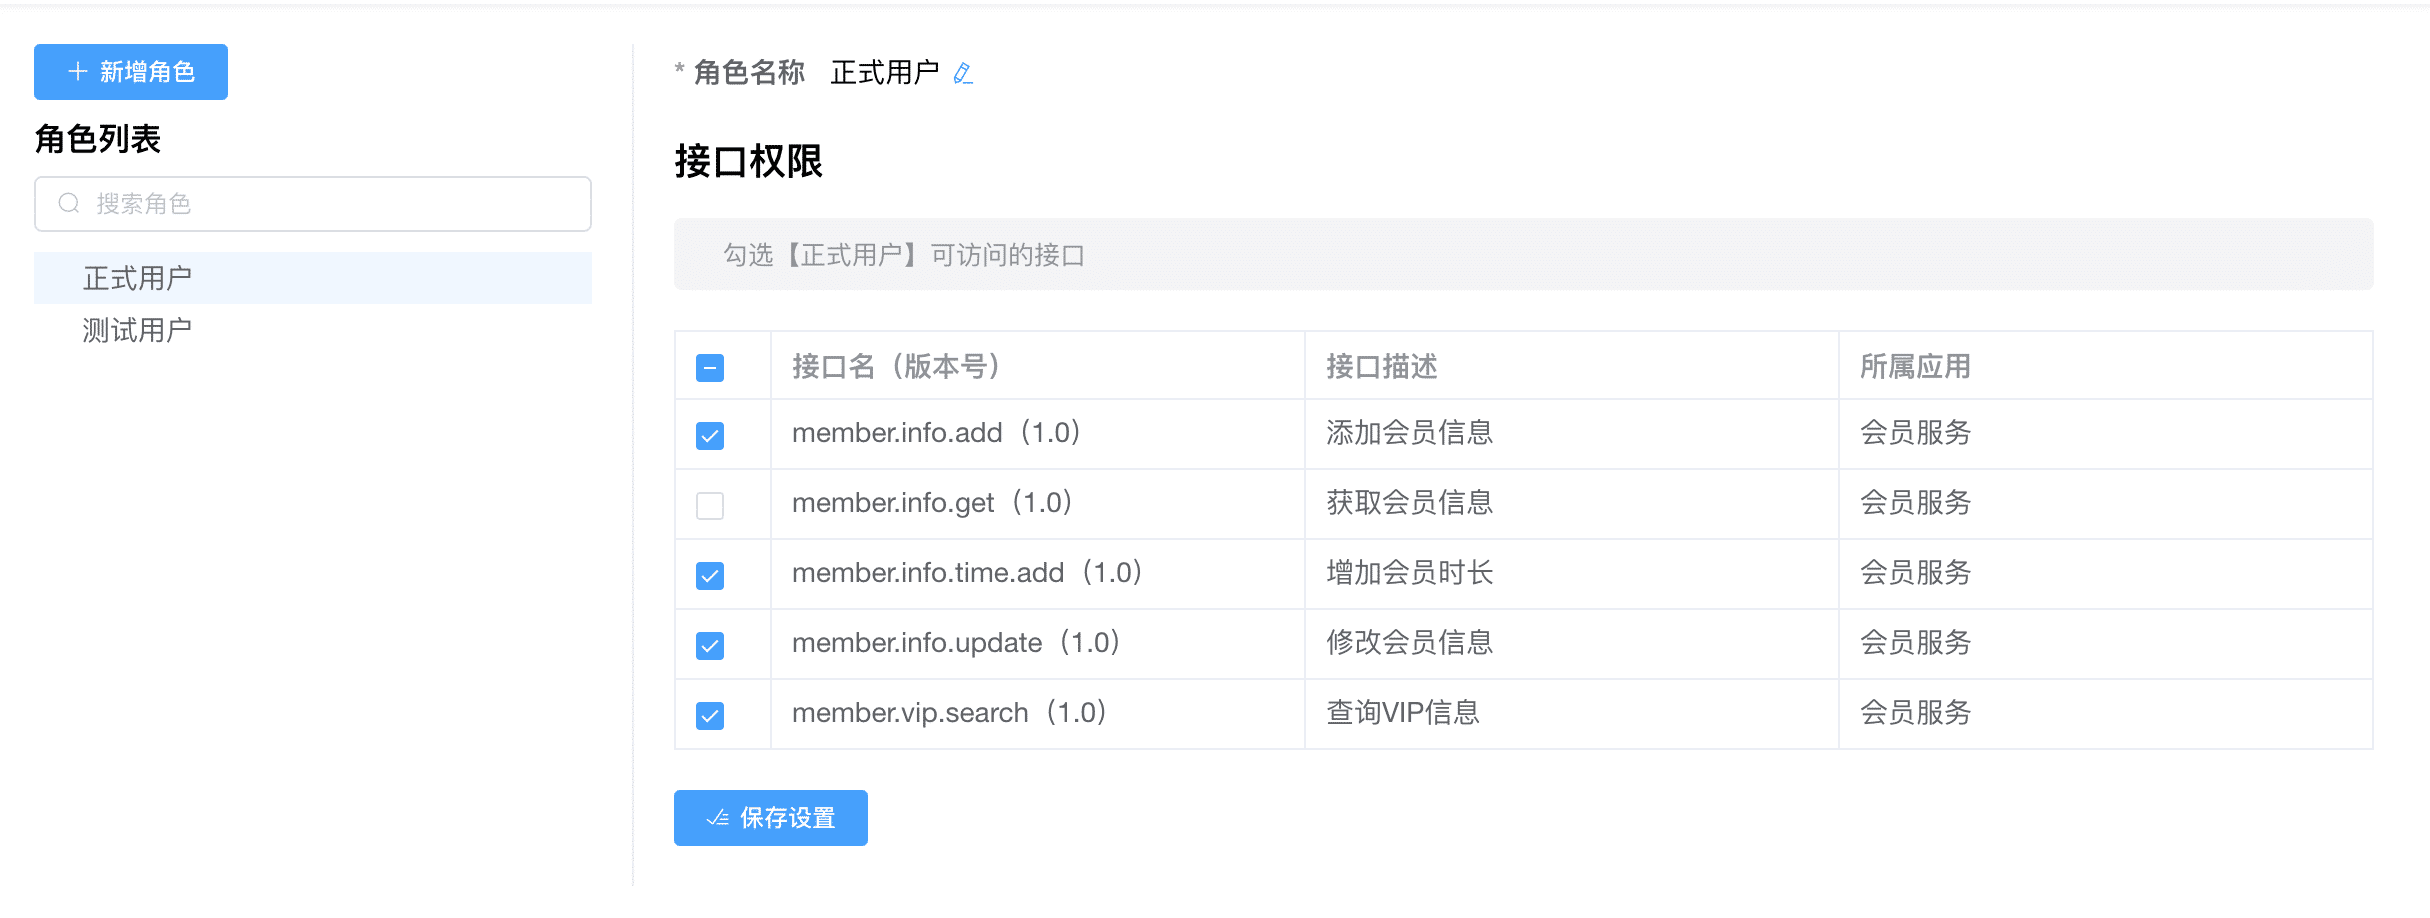 新增角色
角色列表
搜索角色
正式用户
测试用户
* 角色名称 正式用户
接口权限
勾选【正式用户】可访问的接口
接口名（版本号） 接口描述 所属应用
member.info.add（1.0） 添加会员信息 会员服务
member.info.get（1.0） 获取会员信息 会员服务
member.info.time.add（1.0） 增加会员时长 会员服务
member.info.update（1.0） 修改会员信息 会员服务
member.vip.search（1.0） 查询VIP信息 会员服务
保存设置